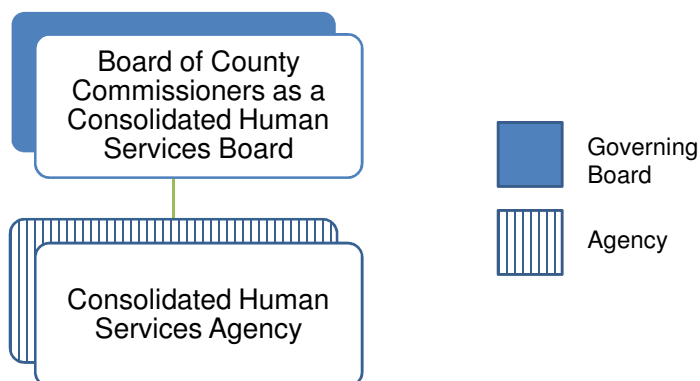 Board of County
Commissioners as a
Consolidated Human
Services Board
Governing
Board
Agency
Consolidated Human
Services Agency